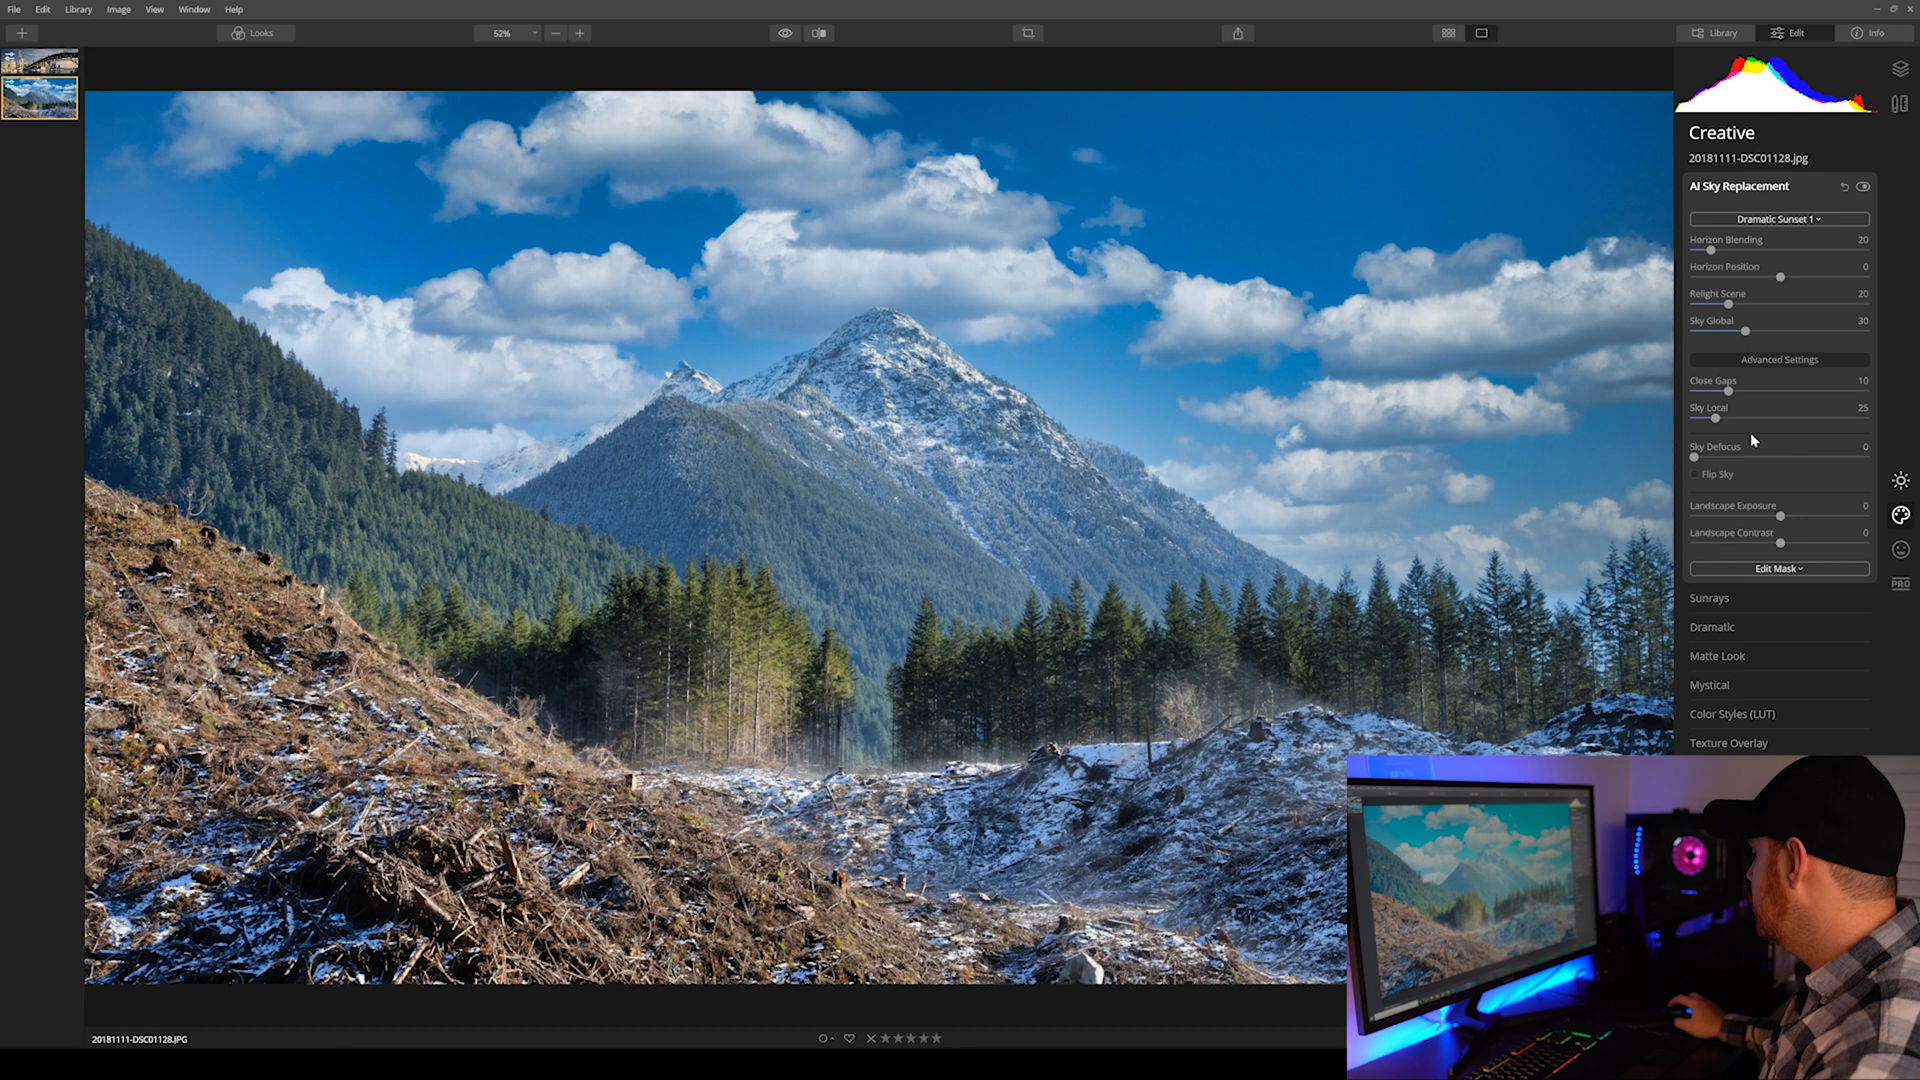 File Edit Library Image View Window Help
Looks 52% Library Edit Info
Creative
20181111-DSC01128.jpg
AI Sky Replacement
Dramatic Sunset 1
Horizon Blending 20
Horizon Position 0
Relight Scene 20
Sky Global 30
Advanced Settings
Close Gaps 10
Sky Local 25
Sky Defocus 0
Flip Sky
Landscape Exposure 0
Landscape Contrast 0
Edit Mask
PRO
Sunrays
Dramatic
Matte Look
Mystical
Color Styles (LUT)
Texture Overlay
20181111-DSC01128.JPG